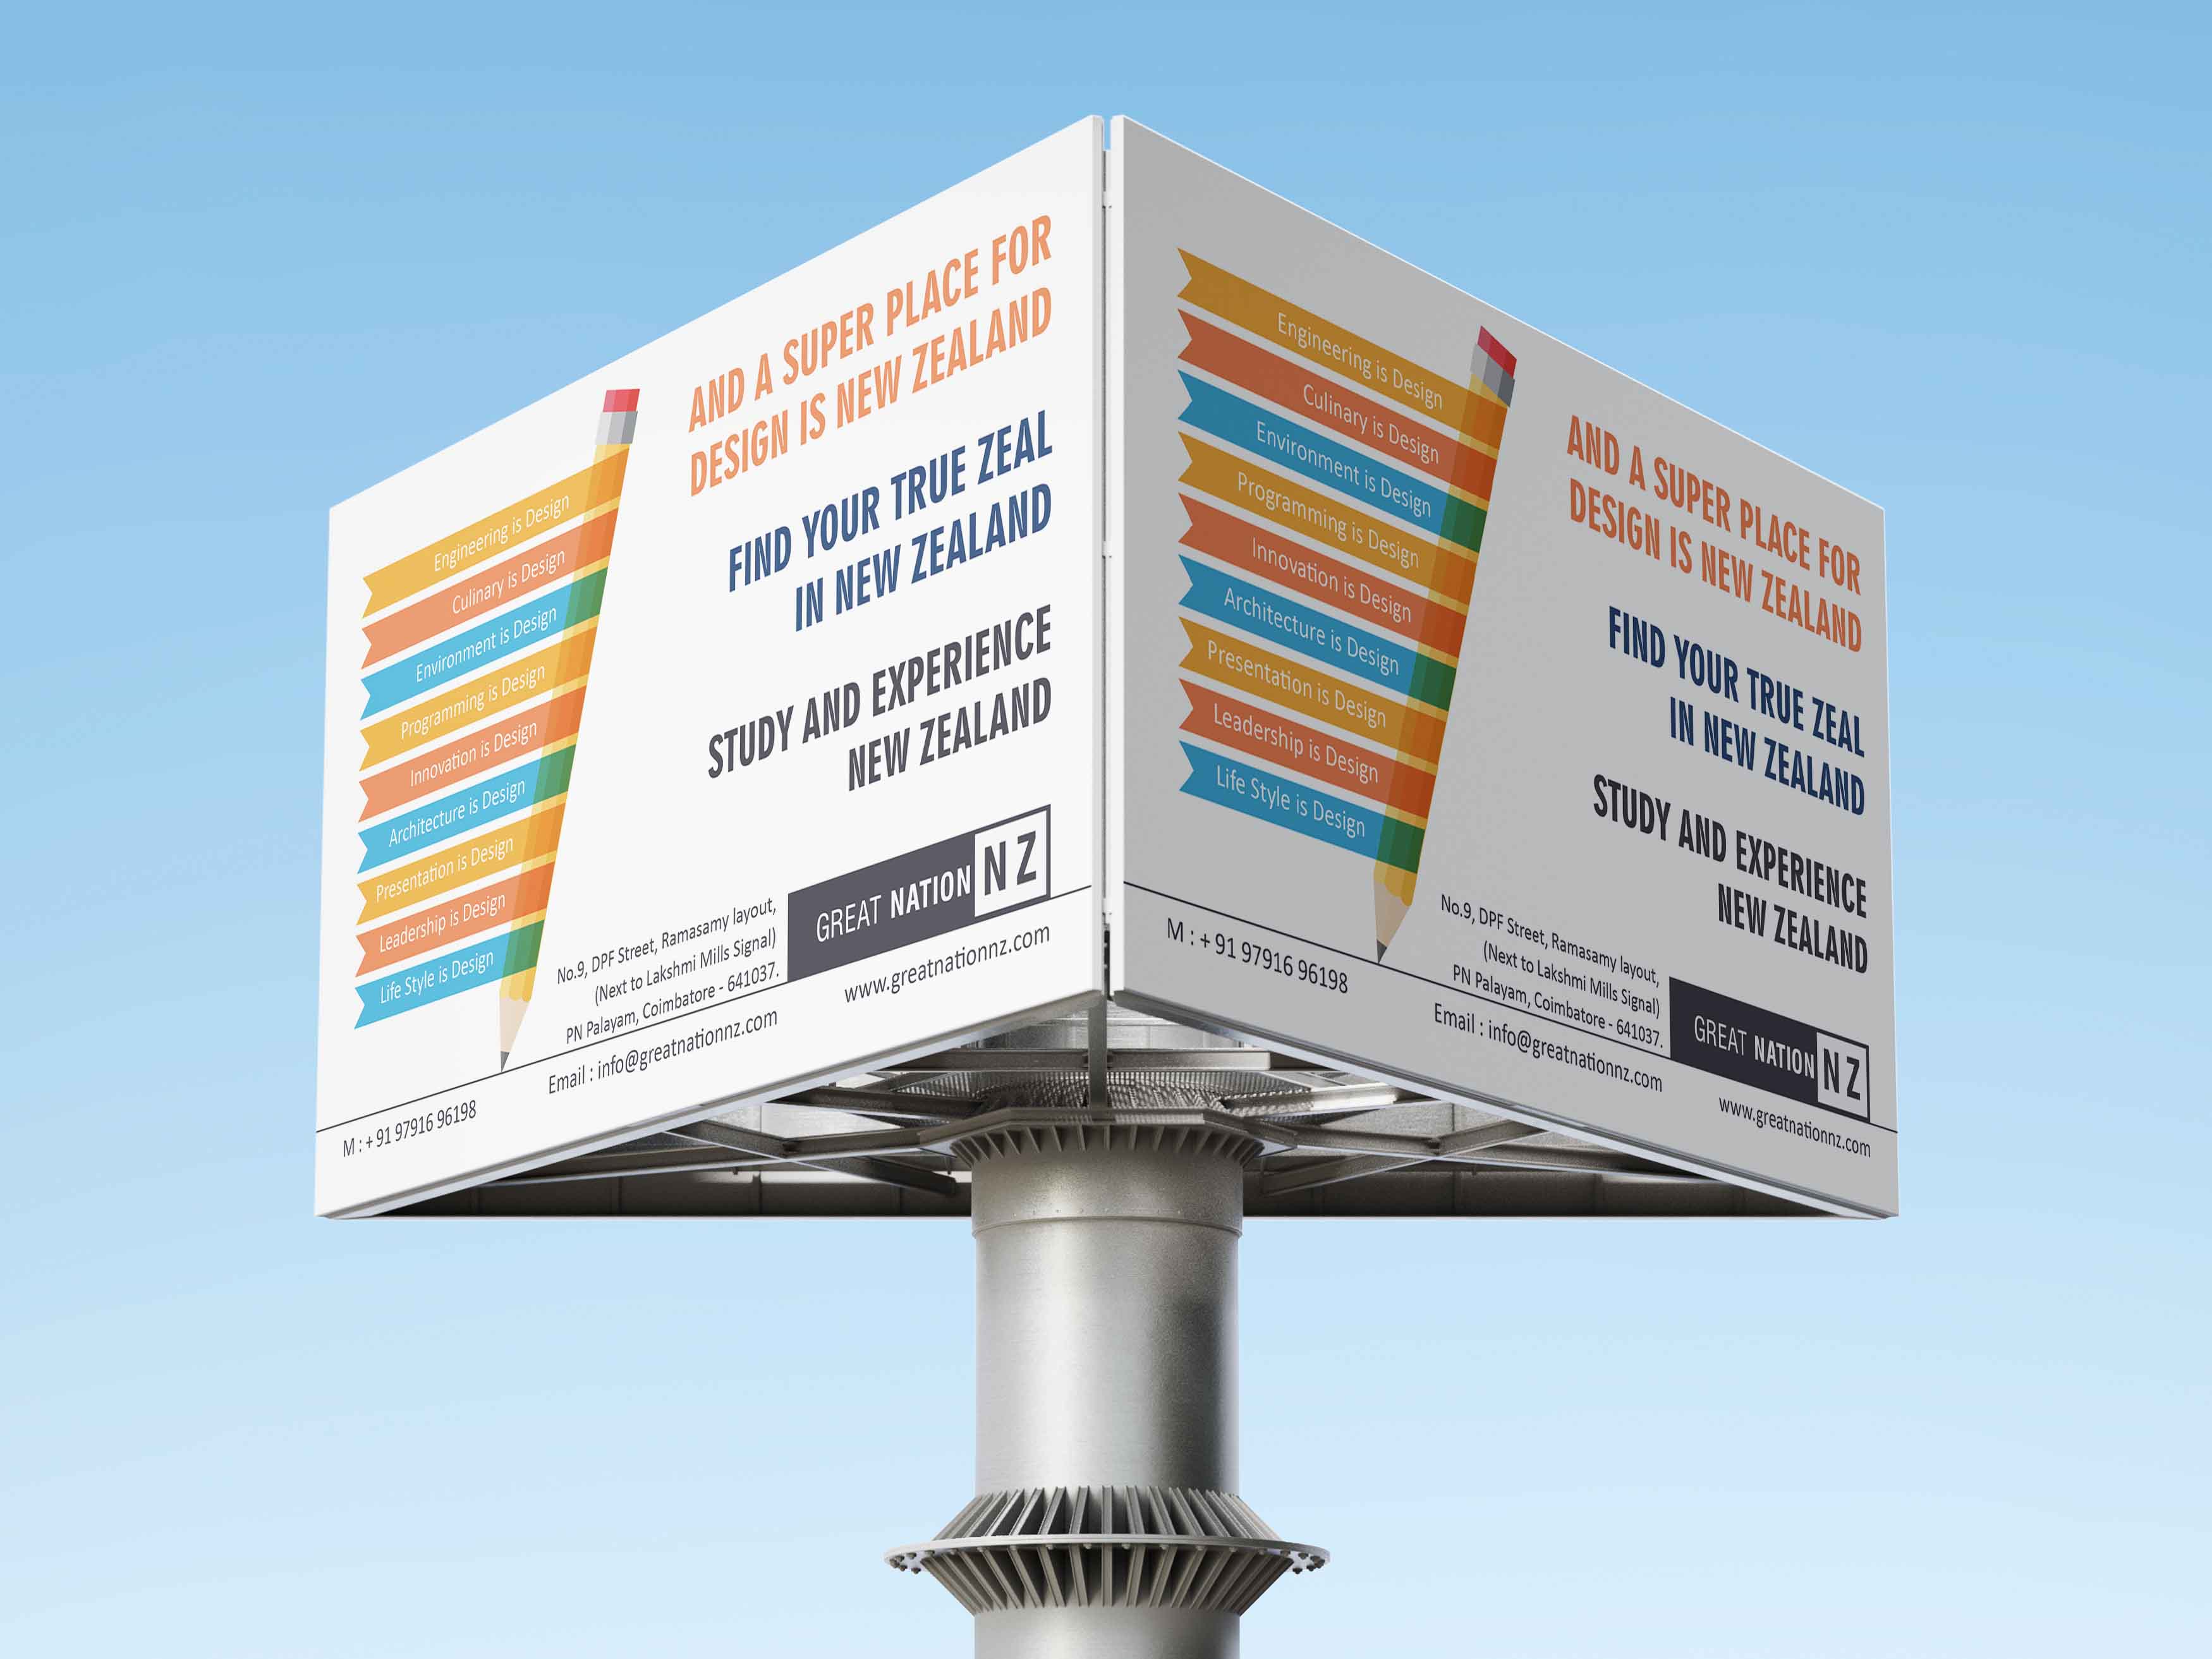 AND A SUPER PLACE FOR
DESIGN IS NEW ZEALAND
FIND YOUR TRUE ZEAL
IN NEW ZEALAND
STUDY AND EXPERIENCE
NEW ZEALAND
Engineering is Design
Culinary is Design
Environment is Design
Programming is Design
Innovation is Design
Architecture is Design
Presentation is Design
Leadership is Design
Life Style is Design
No.9, DPF Street, Ramasamy layout,
(Next to Lakshmi Mills Signal)
PN Palayam, Coimbatore - 641037.
GREAT NATION NZ
M : + 91 97916 96198
Email : info@greatnationnz.com
www.greatnationnz.com
Engineering is Design
Culinary is Design
Environment is Design
Programming is Design
Innovation is Design
Architecture is Design
Presentation is Design
Leadership is Design
Life Style is Design
AND A SUPER PLACE FOR
DESIGN IS NEW ZEALAND
FIND YOUR TRUE ZEAL
IN NEW ZEALAND
STUDY AND EXPERIENCE
NEW ZEALAND
No.9, DPF Street, Ramasamy layout,
(Next to Lakshmi Mills Signal)
PN Palayam, Coimbatore - 641037.
GREAT NATION NZ
M : + 91 97916 96198
Email : info@greatnationnz.com
www.greatnationnz.com